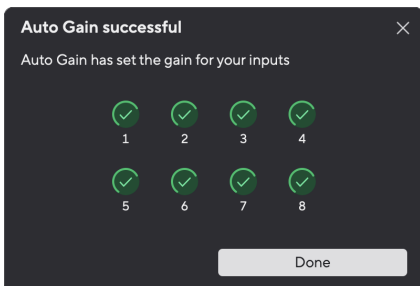 Auto Gain successful
Auto Gain has set the gain for your inputs
1 2 3 4
5 6 7 8
Done